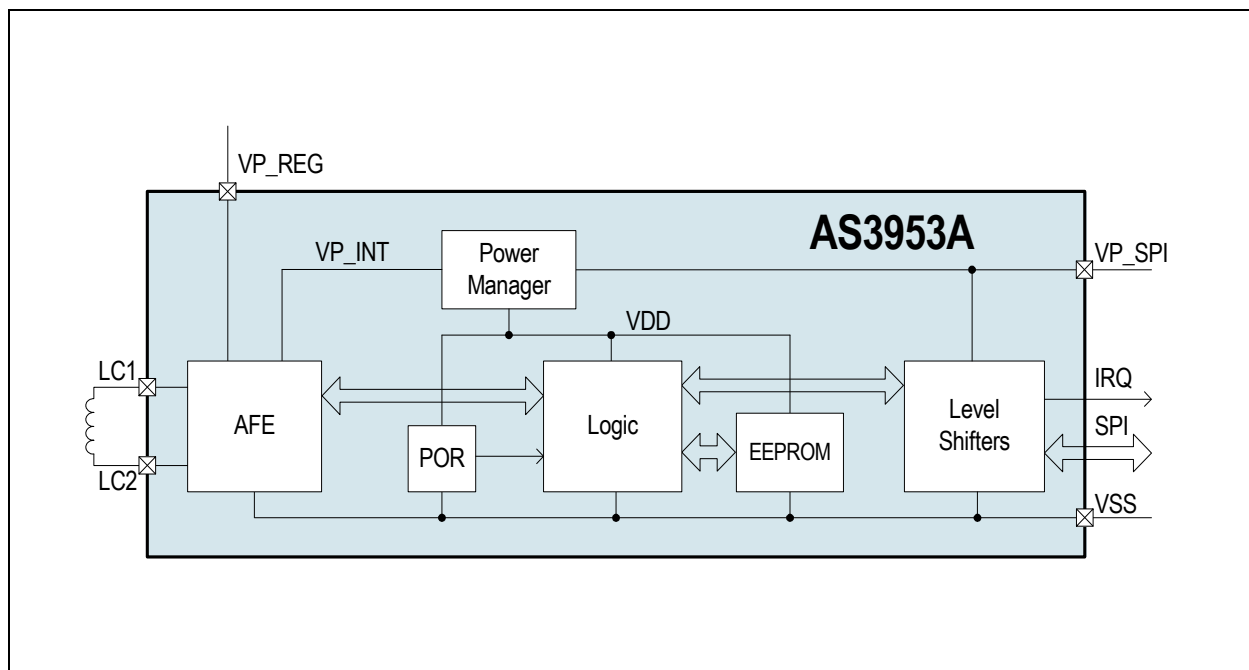 VP_REG
AS3953A
VP_INT
Power
Manager
VP_SPI
VDD
LC1
IRQ
AFE
Logic
Level
Shifters
SPI
POR
EEPROM
LC2
VSS